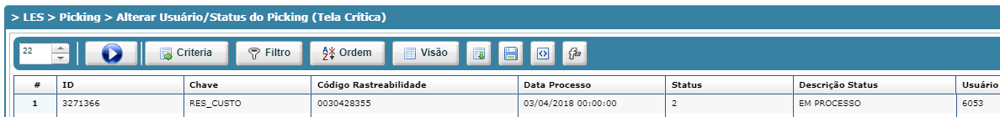 > LES > Picking > Alterar Usuário/Status do Picking (Tela Crítica)
22 Criteria Filtro Ordem Visão
# ID Chave Código Rastreabilidade Data Processo Status Descrição Status Usuário
1 3271366 RES_CUSTO 0030428355 03/04/2018 00:00:00 2 EM PROCESSO 6053